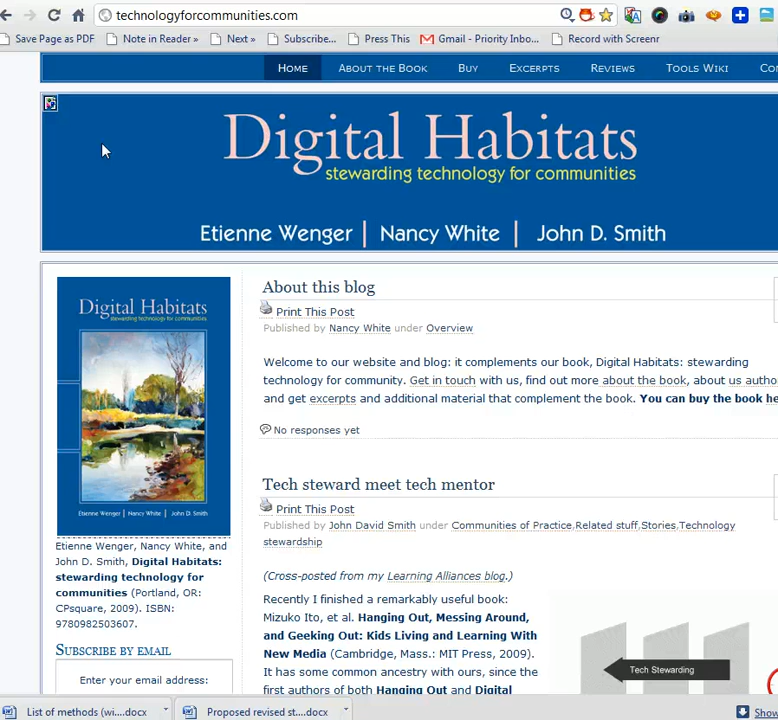 technologyforcommunities.com
Save Page as PDF Note in Reader » Next » Subscribe... Press This Gmail - Priority Inbo... Record with Screenr
HOME ABOUT THE BOOK BUY EXCERPTS REVIEWS TOOLS WIKI CO
Digital Habitats
stewarding technology for communities
Etienne Wenger | Nancy White | John D. Smith
Digital Habitats
stewarding technology for communities
Etienne Wenger | Nancy White | John D. Smith
Etienne Wenger, Nancy White, and
John D. Smith, Digital Habitats:
stewarding technology for
communities (Portland, OR:
CPsquare, 2009). ISBN:
9780982503607.
SUBSCRIBE BY EMAIL
Enter your email address:
About this blog
Print This Post
Published by Nancy White under Overview
Welcome to our website and blog: it complements our book, Digital Habitats: stewarding
technology for community. Get in touch with us, find out more about the book, about us autho
and get excerpts and additional material that complement the book. You can buy the book he
No responses yet
Tech steward meet tech mentor
Print This Post
Published by John David Smith under Communities of Practice,Related stuff,Stories,Technology
stewardship
(Cross-posted from my Learning Alliances blog.)
Recently I finished a remarkably useful book:
Mizuko Ito, et al. Hanging Out, Messing Around,
and Geeking Out: Kids Living and Learning With
New Media (Cambridge, Mass.: MIT Press, 2009).
It has some common ancestry with ours, since the
first authors of both Hanging Out and Digital
Tech Stewarding
List of methods (wi....docx Proposed revised st....docx Show